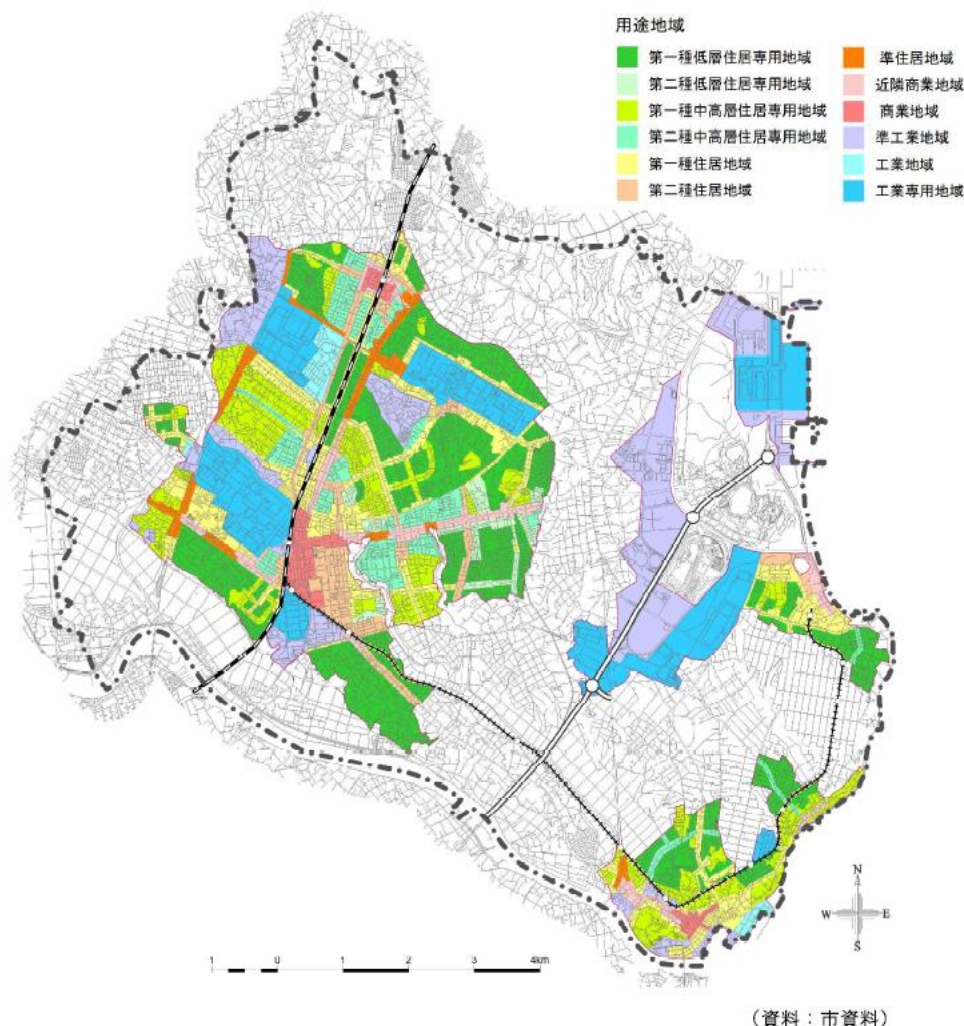 用途地域
第一種低層住居専用地域
第二種低層住居専用地域
第一種中高層住居専用地域
第二種中高層住居専用地域
第一種住居地域
第二種住居地域
準住居地域
近隣商業地域
商業地域
準工業地域
工業地域
工業専用地域
N
W E
S
1 0 1 2 3 4km
（資料：市資料）